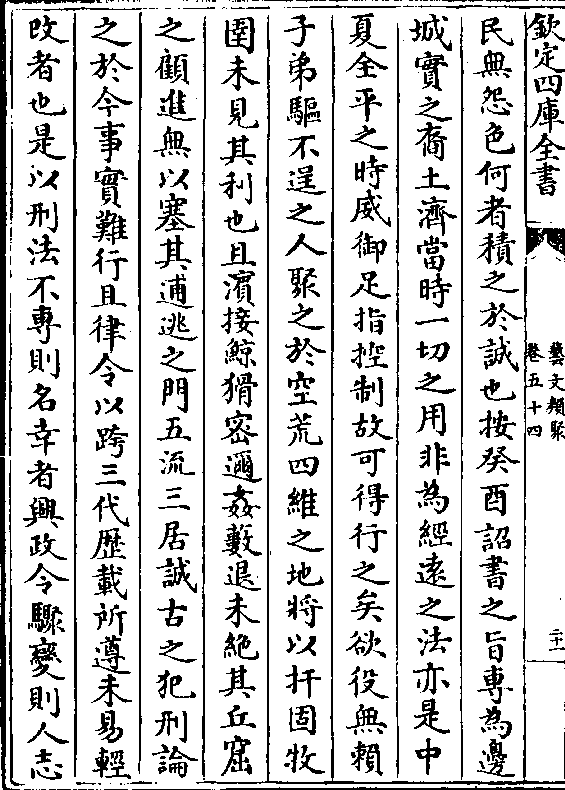 欽定四庫全書
藝文類聚
卷五十四
二十一
民無怨色何者積之於誠也按癸酉詔書之旨專為邊
城實之裔土濟當時一切之用非為經遠之法亦是中
夏全平之時威御足指控制故可得行之矣欲役無賴
子弟驅不逞之人聚之於空荒四維之地將以扞固牧
圉未見其利也且濱接鯨猾密邇姦藪退未絶其丘窟
之顧進無以塞其逋逃之門五流三居誠古之犯刑論
之於今事實難行且律令以跨三代歴載所遵未易輕
改者也是以刑法不專則名幸者興政令驟變則人志